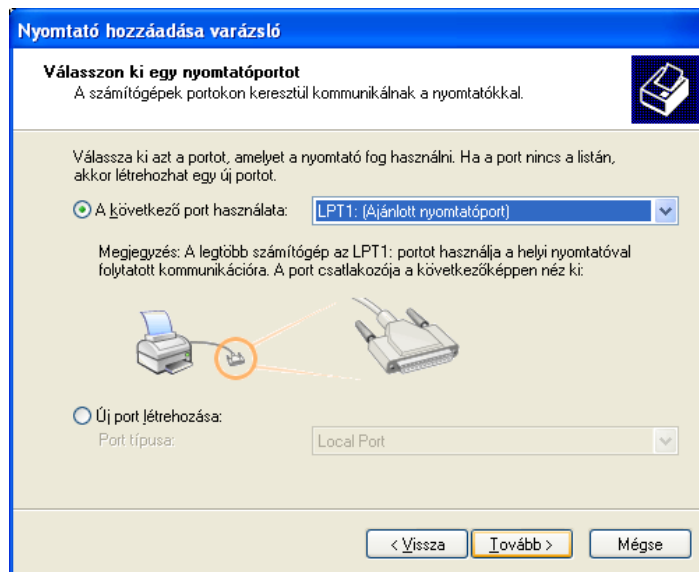 Nyomtató hozzáadása varázsló
Válasszon ki egy nyomtatóportot
A számítógépek portokon keresztül kommunikálnak a nyomtatókkal.
Válassza ki azt a portot, amelyet a nyomtató fog használni. Ha a port nincs a listán,
akkor létrehozhat egy új portot.
A következő port használata: LPT1: (Ajánlott nyomtatóport)
Megjegyzés: A legtöbb számítógép az LPT1: portot használja a helyi nyomtatóval
folytatott kommunikációra. A port csatlakozója a következőképpen néz ki:
Új port létrehozása:
Port típusa: Local Port
< Vissza Tovább > Mégse